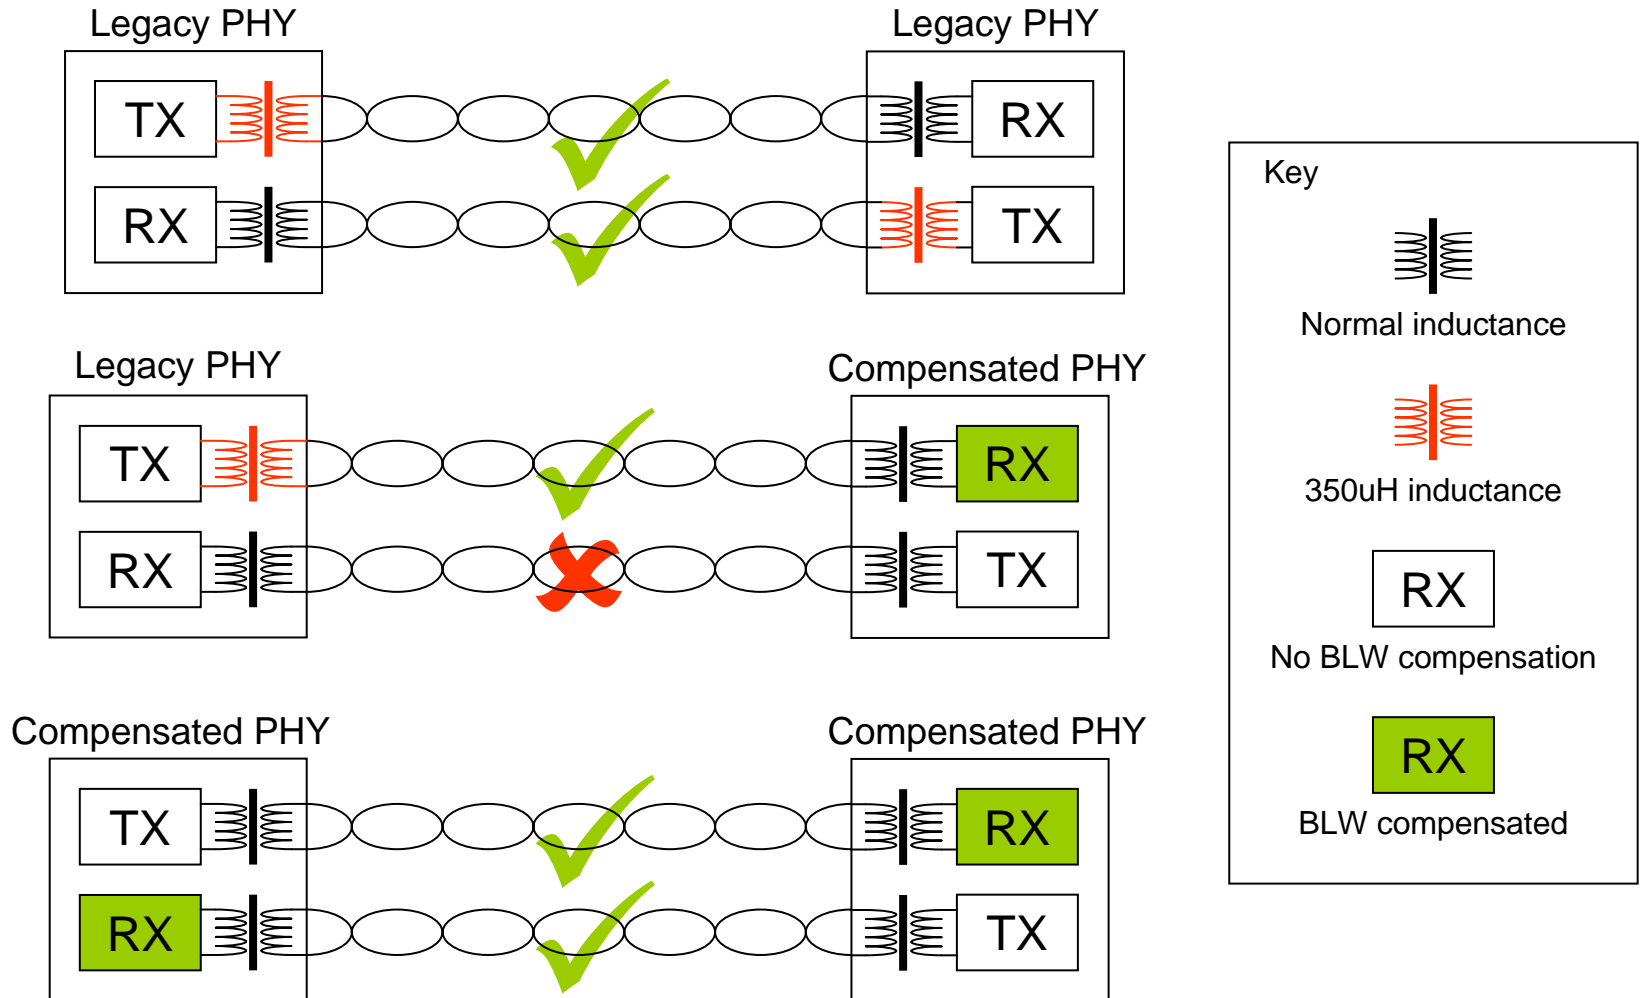 Legacy PHY
Legacy PHY
TX
RX
RX
TX
Legacy PHY
Compensated PHY
TX
RX
RX
TX
Compensated PHY
Compensated PHY
TX
RX
RX
TX
Key
Normal inductance
350uH inductance
RX
No BLW compensation
RX
BLW compensated